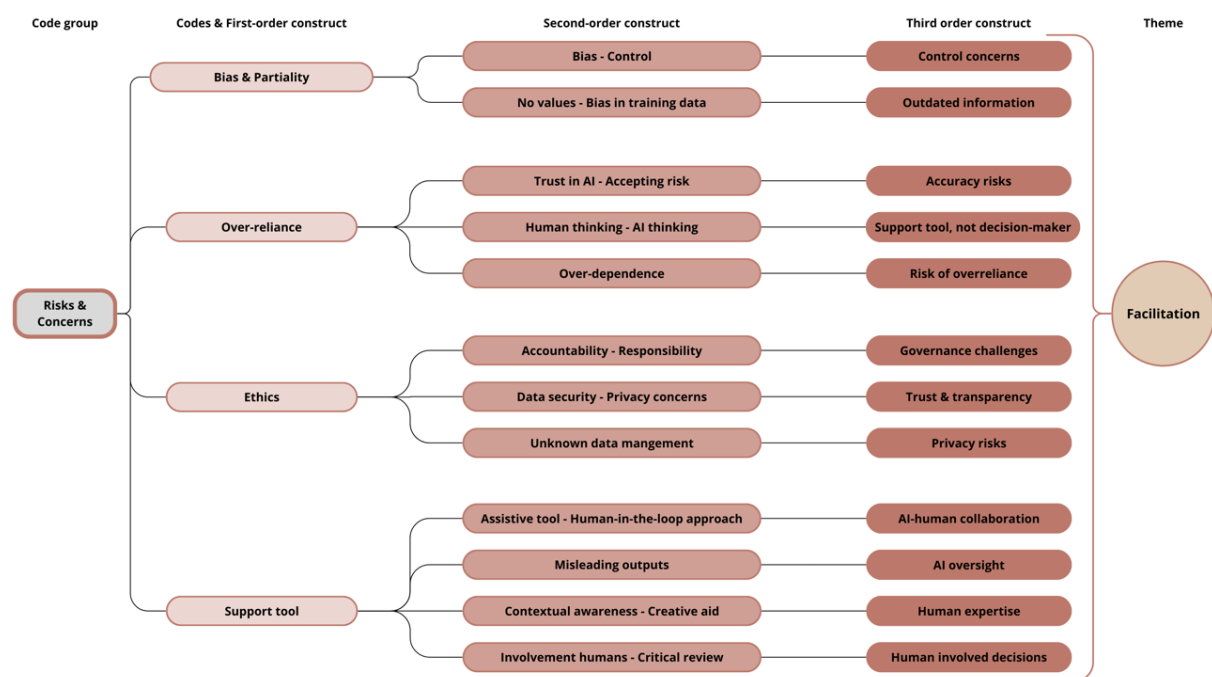 Code group
Codes & First-order construct
Second-order construct
Third order construct
Theme
Bias & Partiality
Bias - Control
Control concerns
No values - Bias in training data
Outdated information
Over-reliance
Trust in AI - Accepting risk
Accuracy risks
Human thinking - AI thinking
Support tool, not decision-maker
Over-dependence
Risk of overreliance
Risks &
Concerns
Facilitation
Ethics
Accountability - Responsibility
Governance challenges
Data security - Privacy concerns
Trust & transparency
Unknown data mangement
Privacy risks
Support tool
Assistive tool - Human-in-the-loop approach
AI-human collaboration
Misleading outputs
AI oversight
Contextual awareness - Creative aid
Human expertise
Involvement humans - Critical review
Human involved decisions